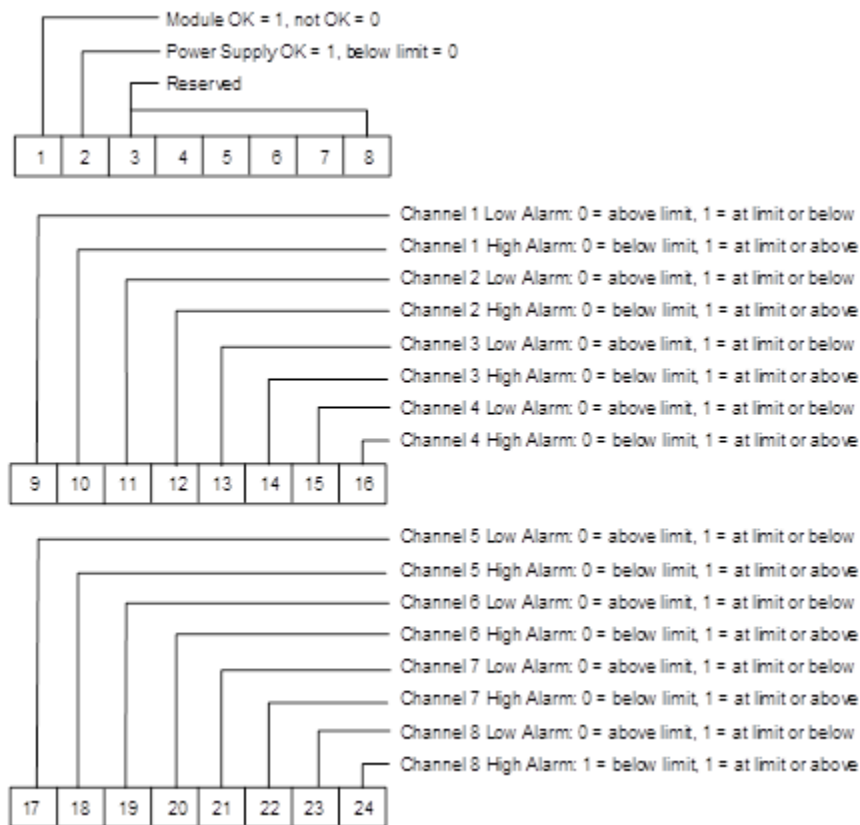 Module OK = 1, not OK = 0
Power Supply OK = 1, below limit = 0
Reserved
1 2 3 4 5 6 7 8
Channel 1 Low Alarm: 0 = above limit, 1 = at limit or below
Channel 1 High Alarm: 0 = below limit, 1 = at limit or above
Channel 2 Low Alarm: 0 = above limit, 1 = at limit or below
Channel 2 High Alarm: 0 = below limit, 1 = at limit or above
Channel 3 Low Alarm: 0 = above limit, 1 = at limit or below
Channel 3 High Alarm: 0 = below limit, 1 = at limit or above
Channel 4 Low Alarm: 0 = above limit, 1 = at limit or below
Channel 4 High Alarm: 0 = below limit, 1 = at limit or above
9 10 11 12 13 14 15 16
Channel 5 Low Alarm: 0 = above limit, 1 = at limit or below
Channel 5 High Alarm: 0 = below limit, 1 = at limit or above
Channel 6 Low Alarm: 0 = above limit, 1 = at limit or below
Channel 6 High Alarm: 0 = below limit, 1 = at limit or above
Channel 7 Low Alarm: 0 = above limit, 1 = at limit or below
Channel 7 High Alarm: 0 = below limit, 1 = at limit or above
Channel 8 Low Alarm: 0 = above limit, 1 = at limit or below
Channel 8 High Alarm: 1 = below limit, 1 = at limit or above
17 18 19 20 21 22 23 24